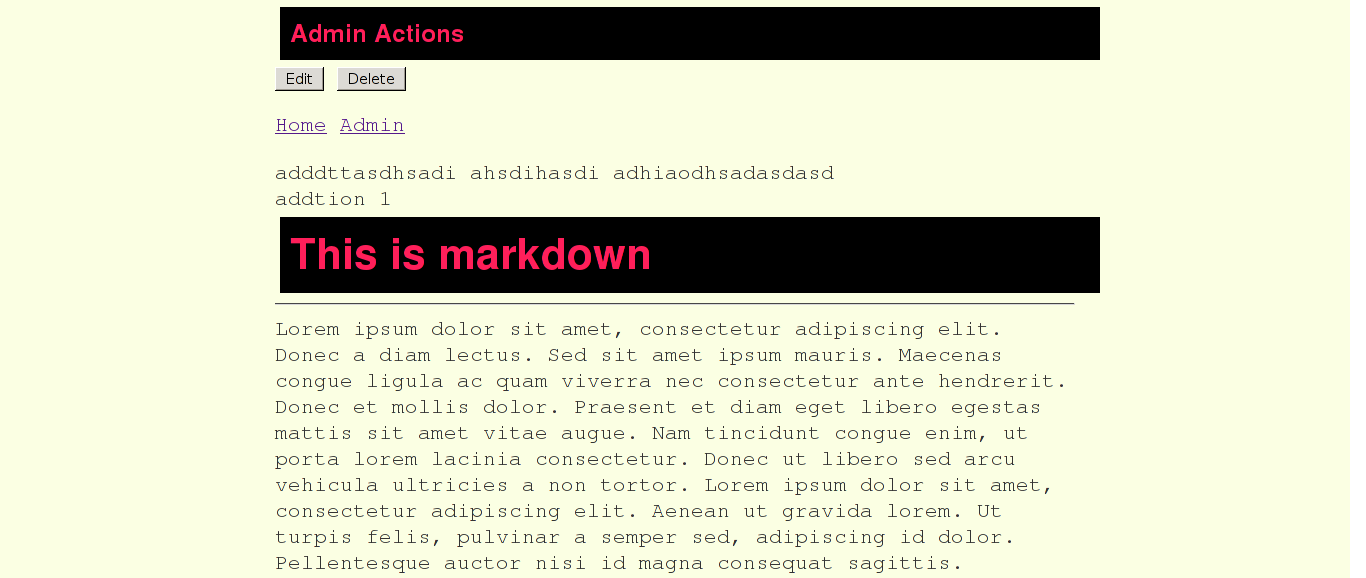 Admin Actions
Edit Delete
Home Admin
adddttasdhsadi ahsdihasdi adhiaodhsadasdasd
addtion 1
This is markdown
Lorem ipsum dolor sit amet, consectetur adipiscing elit.
Donec a diam lectus. Sed sit amet ipsum mauris. Maecenas
congue ligula ac quam viverra nec consectetur ante hendrerit.
Donec et mollis dolor. Praesent et diam eget libero egestas
mattis sit amet vitae augue. Nam tincidunt congue enim, ut
porta lorem lacinia consectetur. Donec ut libero sed arcu
vehicula ultricies a non tortor. Lorem ipsum dolor sit amet,
consectetur adipiscing elit. Aenean ut gravida lorem. Ut
turpis felis, pulvinar a semper sed, adipiscing id dolor.
Pellentesque auctor nisi id magna consequat sagittis.